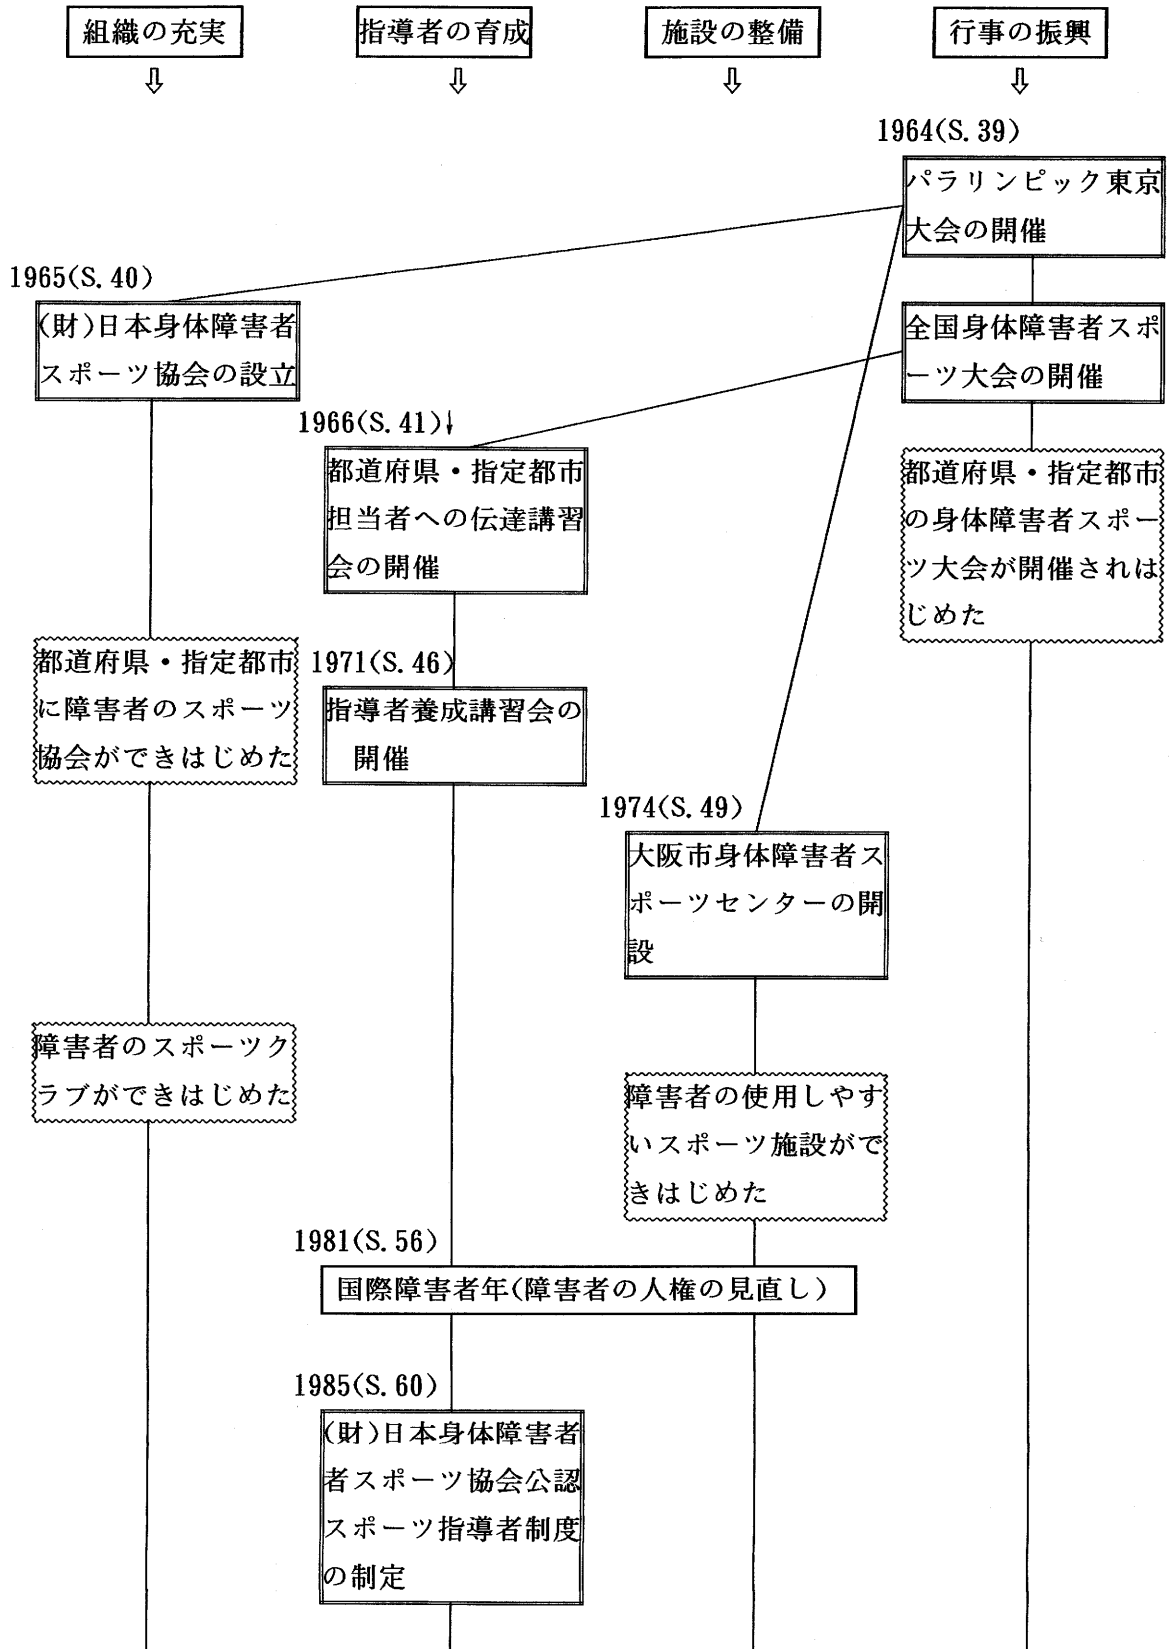 組織の充実
指導者の育成
施設の整備
行事の振興
⇩
⇩
⇩
⇩
1964(S.39)
パラリンピック東京
大会の開催
1965(S.40)
(財)日本身体障害者
スポーツ協会の設立
全国身体障害者スポ
ーツ大会の開催
1966(S.41)↓
都道府県・指定都市
担当者への伝達講習
会の開催
都道府県・指定都市
の身体障害者スポー
ツ大会が開催されは
じめた
都道府県・指定都市
に障害者のスポーツ
協会ができはじめた
1971(S.46)
指導者養成講習会の
開催
1974(S.49)
大阪市身体障害者ス
ポーツセンターの開
設
障害者のスポーツク
ラブができはじめた
障害者の使用しやす
いスポーツ施設がで
きはじめた
1981(S.56)
国際障害者年(障害者の人権の見直し)
1985(S.60)
(財)日本身体障害者
者スポーツ協会公認
スポーツ指導者制度
の制定